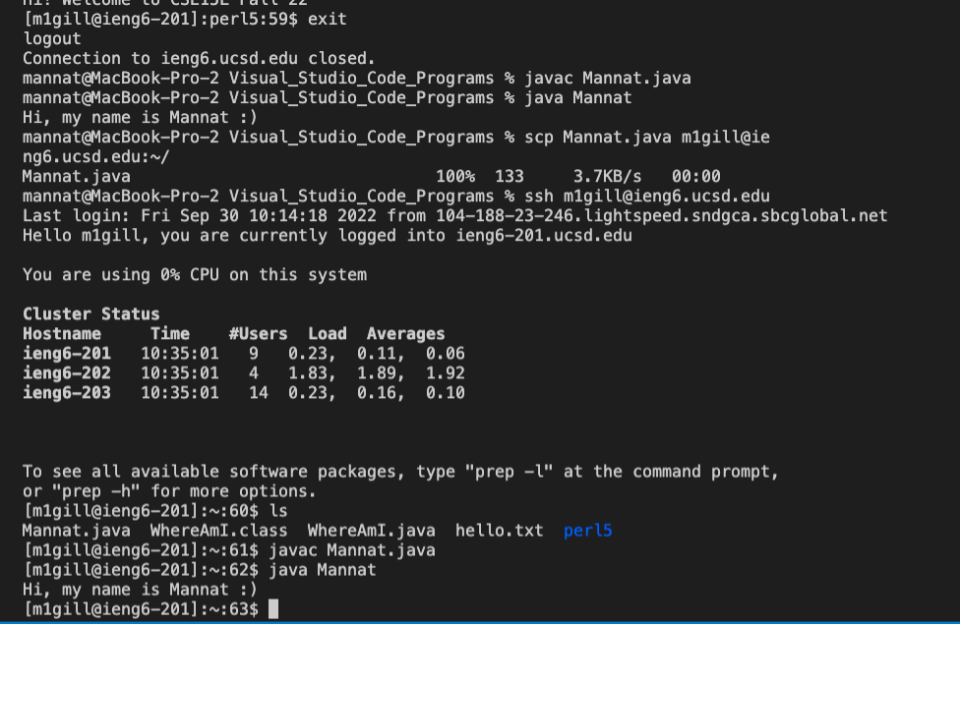 Hi! Welcome to CSE15L Fall 22
[m1gill@ieng6-201]:perl5:59$ exit
logout
Connection to ieng6.ucsd.edu closed.
mannat@MacBook-Pro-2 Visual_Studio_Code_Programs % javac Mannat.java
mannat@MacBook-Pro-2 Visual_Studio_Code_Programs % java Mannat
Hi, my name is Mannat :)
mannat@MacBook-Pro-2 Visual_Studio_Code_Programs % scp Mannat.java m1gill@ie
ng6.ucsd.edu:~/
Mannat.java 100% 133 3.7KB/s 00:00
mannat@MacBook-Pro-2 Visual_Studio_Code_Programs % ssh m1gill@ieng6.ucsd.edu
Last login: Fri Sep 30 10:14:18 2022 from 104-188-23-246.lightspeed.sndgca.sbcglobal.net
Hello m1gill, you are currently logged into ieng6-201.ucsd.edu
You are using 0% CPU on this system
Cluster Status
Hostname Time #Users Load Averages
ieng6-201 10:35:01 9 0.23, 0.11, 0.06
ieng6-202 10:35:01 4 1.83, 1.89, 1.92
ieng6-203 10:35:01 14 0.23, 0.16, 0.10
To see all available software packages, type "prep -l" at the command prompt,
or "prep -h" for more options.
[m1gill@ieng6-201]:~:60$ ls
Mannat.java WhereAmI.class WhereAmI.java hello.txt perl5
[m1gill@ieng6-201]:~:61$ javac Mannat.java
[m1gill@ieng6-201]:~:62$ java Mannat
Hi, my name is Mannat :)
[m1gill@ieng6-201]:~:63$